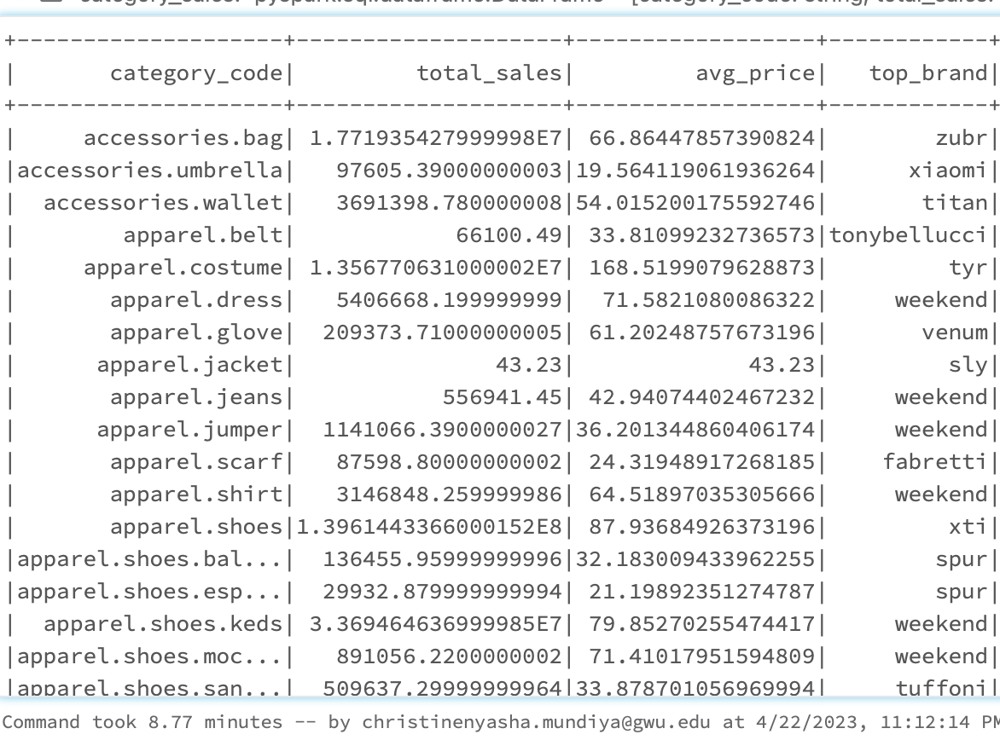 category_sales: pyspark.sql.dataframe.DataFrame = [category_code: string, total_sales:
+--------------------+--------------------+------------------+------------+
|       category_code|         total_sales|         avg_price|   top_brand|
+--------------------+--------------------+------------------+------------+
|     accessories.bag| 1.771935427999998E7| 66.86447857390824|        zubr|
|accessories.umbrella|   97605.39000000003|19.564119061936264|      xiaomi|
|  accessories.wallet|   3691398.780000008|54.015200175592746|       titan|
|        apparel.belt|            66100.49| 33.81099232736573|tonybellucci|
|     apparel.costume| 1.356770631000002E7| 168.5199079628873|         tyr|
|       apparel.dress|   5406668.199999999|  71.5821080086322|     weekend|
|       apparel.glove|  209373.71000000005| 61.20248757673196|       venum|
|      apparel.jacket|               43.23|             43.23|         sly|
|       apparel.jeans|           556941.45| 42.94074402467232|     weekend|
|      apparel.jumper|  1141066.3900000027|36.201344860406174|     weekend|
|       apparel.scarf|   87598.80000000002| 24.31948917268185|    fabretti|
|       apparel.shirt|   3146848.259999986| 64.51897035305666|     weekend|
|       apparel.shoes|1.3961443366000152E8| 87.93684926373196|         xti|
|apparel.shoes.bal...|  136455.95999999996|32.183009433962255|        spur|
|apparel.shoes.esp...|  29932.879999999994| 21.19892351274787|        spur|
|  apparel.shoes.keds| 3.369464636999985E7| 79.85270255474417|     weekend|
|apparel.shoes.moc...|   891056.2200000002| 71.41017951594809|     weekend|
|apparel.shoes.san...|  509637.29999999964|33.878701056969994|     tuffoni|
Command took 8.77 minutes -- by christinenyasha.mundiya@gwu.edu at 4/22/2023, 11:12:14 PM